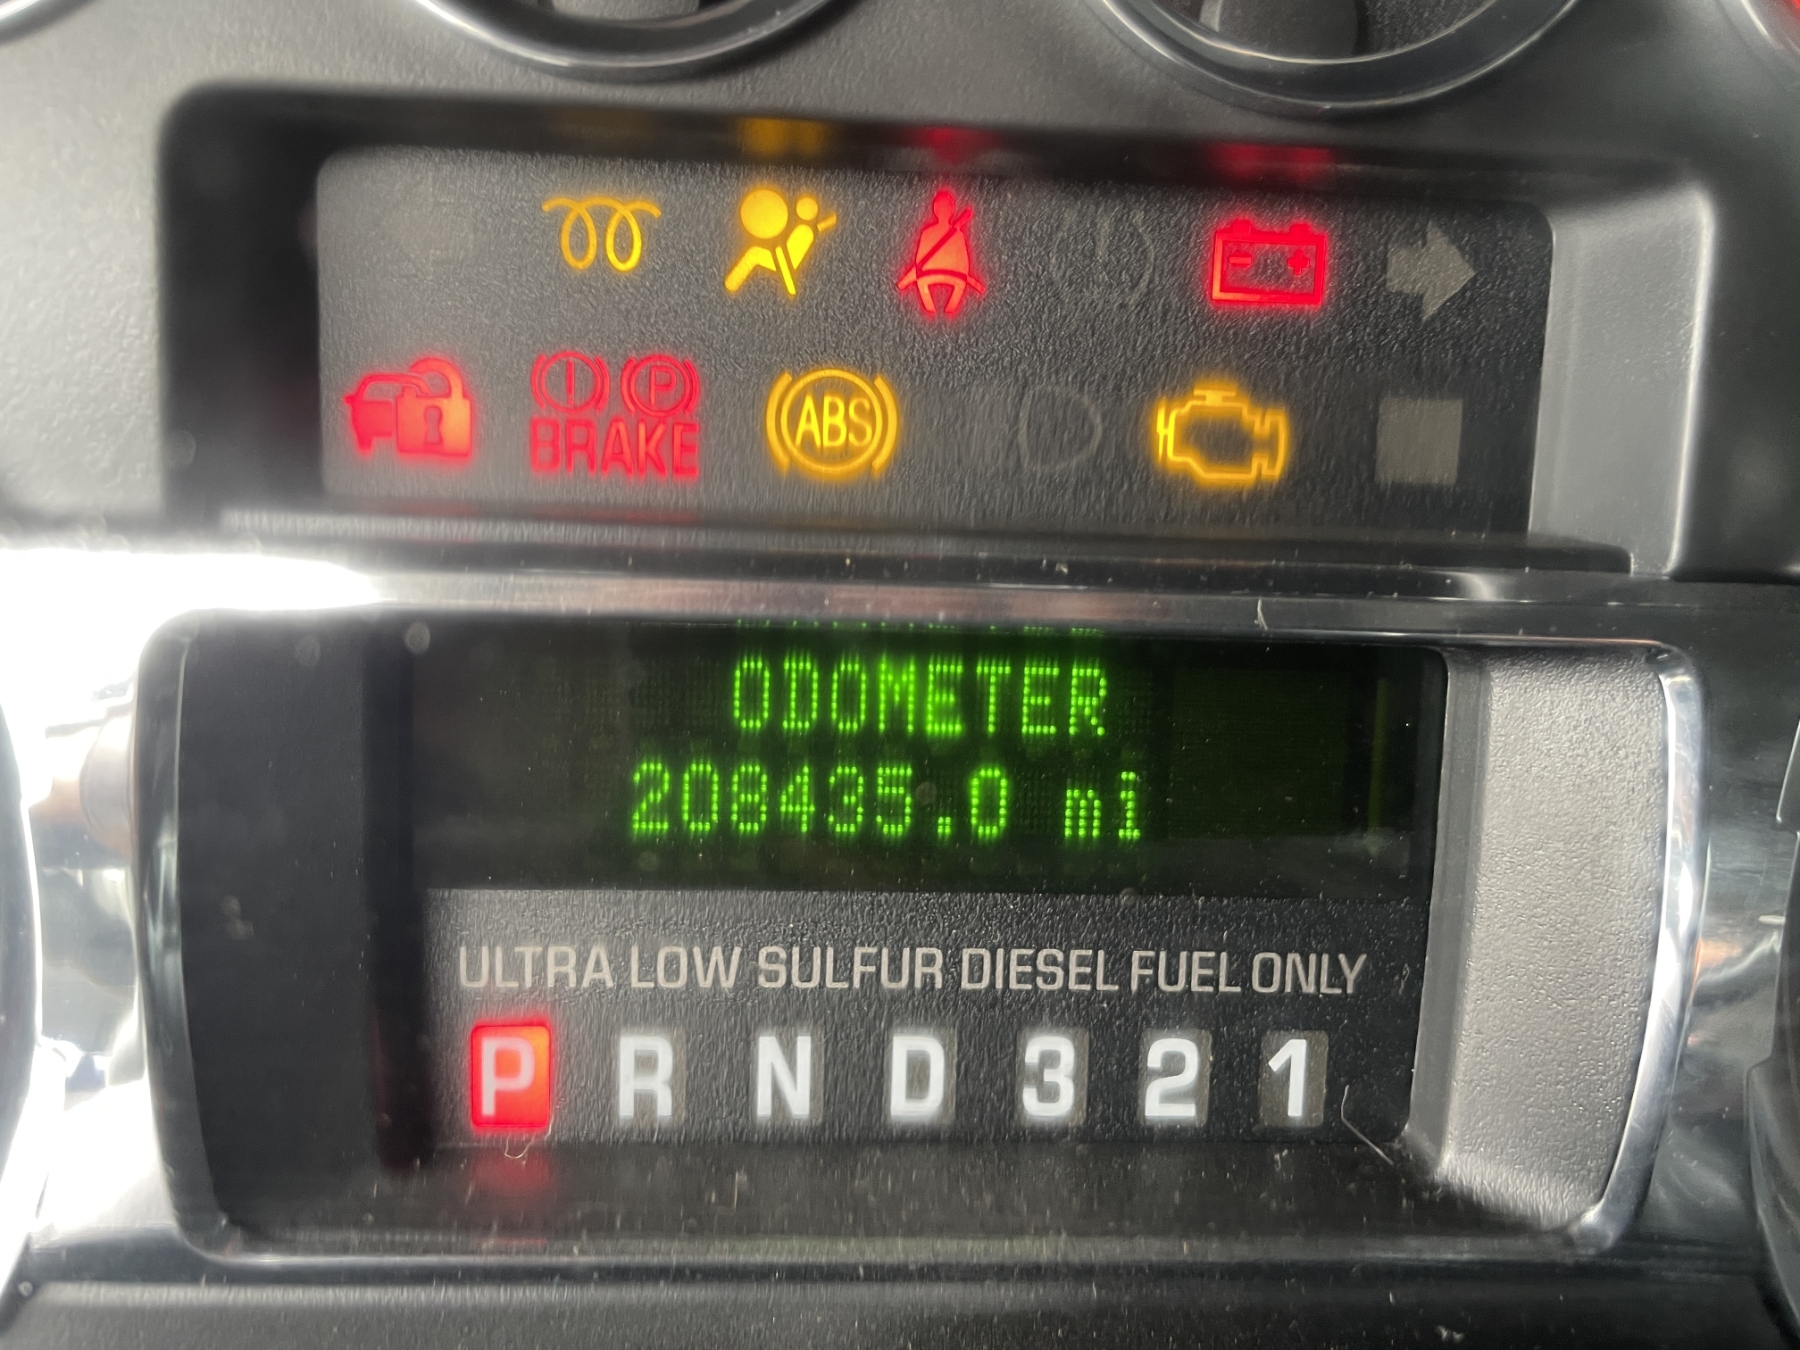 P
BRAKE
ABS
ODOMETER
208435.0 mi
ULTRA LOW SULFUR DIESEL FUEL ONLY
P R N D 3 2 1